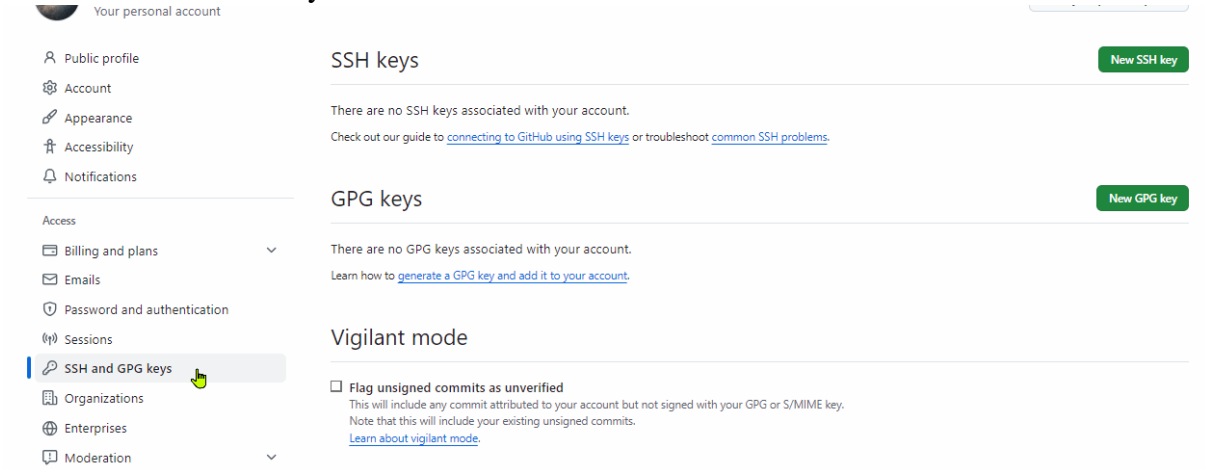 Your personal account
Public profile
Account
Appearance
Accessibility
Notifications
Access
Billing and plans
Emails
Password and authentication
Sessions
SSH and GPG keys
Organizations
Enterprises
Moderation
SSH keys
New SSH key
There are no SSH keys associated with your account.
Check out our guide to connecting to GitHub using SSH keys or troubleshoot common SSH problems.
GPG keys
New GPG key
There are no GPG keys associated with your account.
Learn how to generate a GPG key and add it to your account.
Vigilant mode
Flag unsigned commits as unverified
This will include any commit attributed to your account but not signed with your GPG or S/MIME key.
Note that this will include your existing unsigned commits.
Learn about vigilant mode.